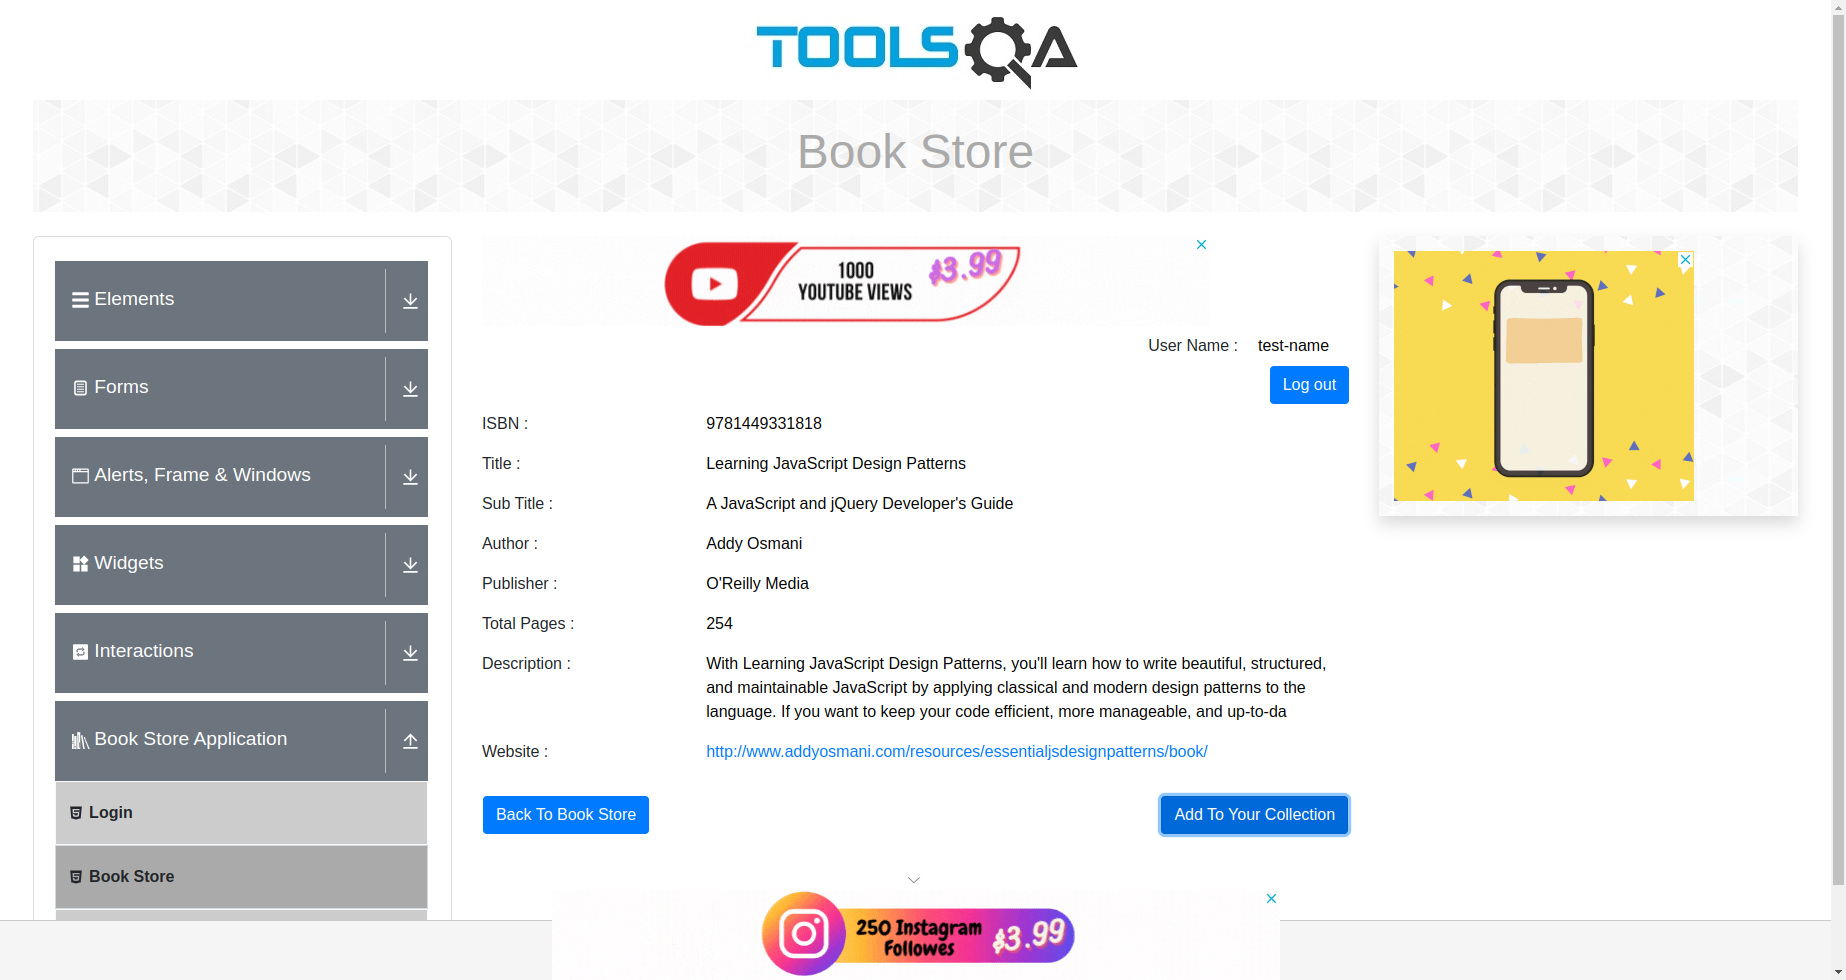 TOOLSQA
Book Store
Elements
Forms
Alerts, Frame & Windows
Widgets
Interactions
Book Store Application
Login
Book Store
1000
YOUTUBE VIEWS
$3.99
User Name : test-name
Log out
ISBN : 9781449331818
Title : Learning JavaScript Design Patterns
Sub Title : A JavaScript and jQuery Developer's Guide
Author : Addy Osmani
Publisher : O'Reilly Media
Total Pages : 254
Description : With Learning JavaScript Design Patterns, you'll learn how to write beautiful, structured,
and maintainable JavaScript by applying classical and modern design patterns to the
language. If you want to keep your code efficient, more manageable, and up-to-da
Website : http://www.addyosmani.com/resources/essentialjsdesignpatterns/book/
Back To Book Store
Add To Your Collection
250 Instagram
Followes
$3.99